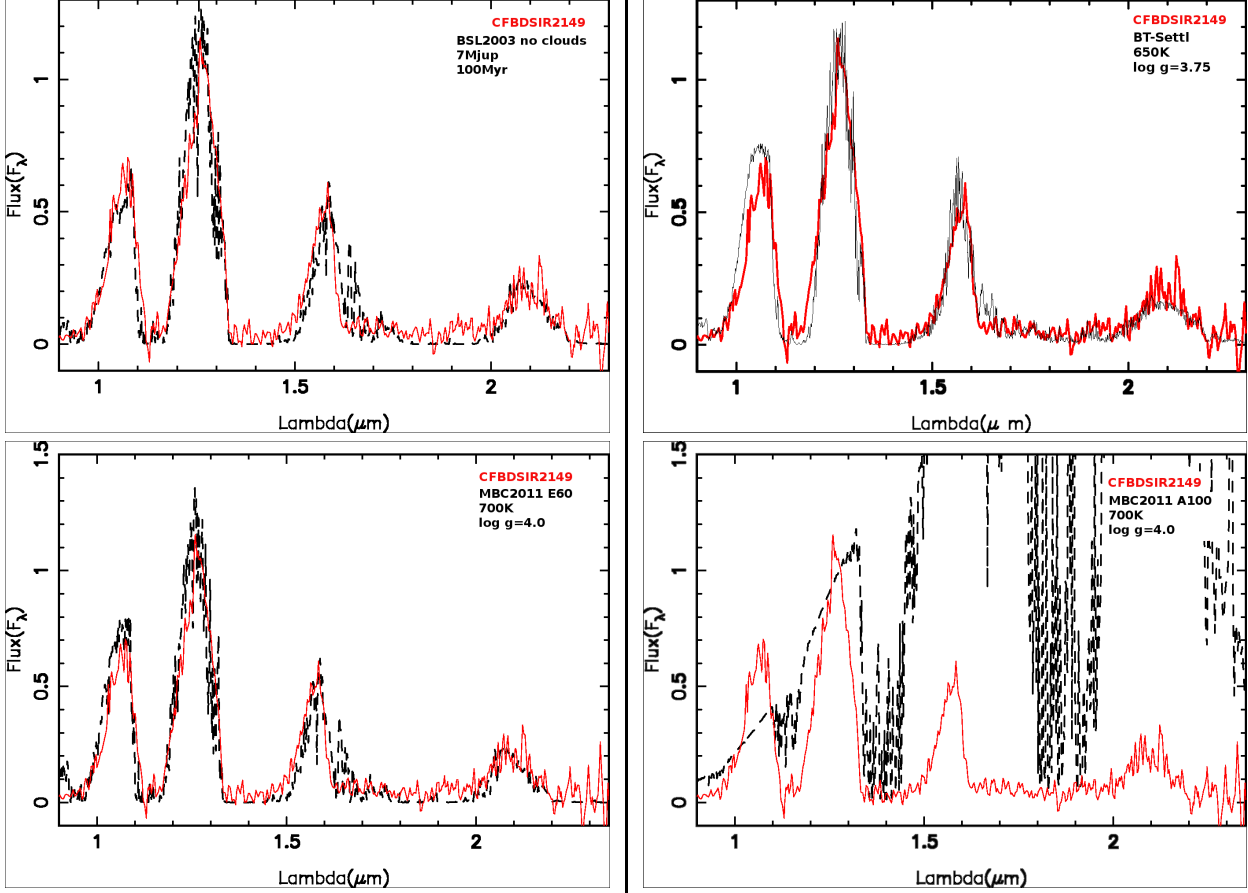 CFBDSIR2149
BSL2003 no clouds
7Mjup
100Myr
Flux(Fλ)
1
0.5
0
1
1.5
2
Lambda(μm)
CFBDSIR2149
BT-Settl
650K
log g=3.75
Flux(Fλ)
1
0.5
0
1
1.5
2
Lambda(μ m)
CFBDSIR2149
MBC2011 E60
700K
log g=4.0
Flux(Fλ)
1.5
1
0.5
0
1
1.5
2
Lambda(μm)
CFBDSIR2149
MBC2011 A100
700K
log g=4.0
Flux(Fλ)
1.5
1
0.5
0
1
1.5
2
Lambda(μm)